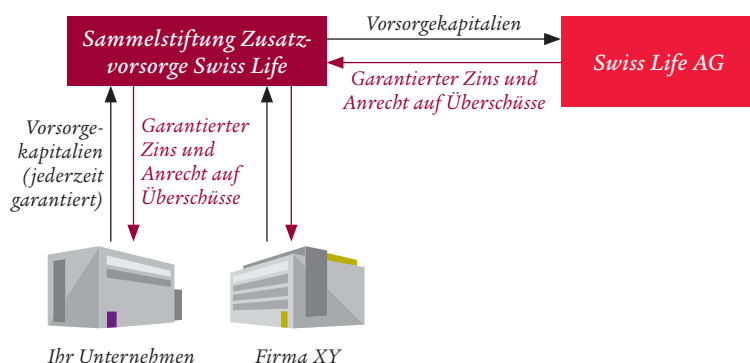 Sammelstiftung Zusatz-
vorsorge Swiss Life
Vorsorgekapitalien
Garantierter Zins und
Anrecht auf Überschüsse
Swiss Life AG
Vorsorge-
kapitalien
(jederzeit
garantiert)
Garantierter
Zins und
Anrecht auf
Überschüsse
Ihr Unternehmen
Firma XY